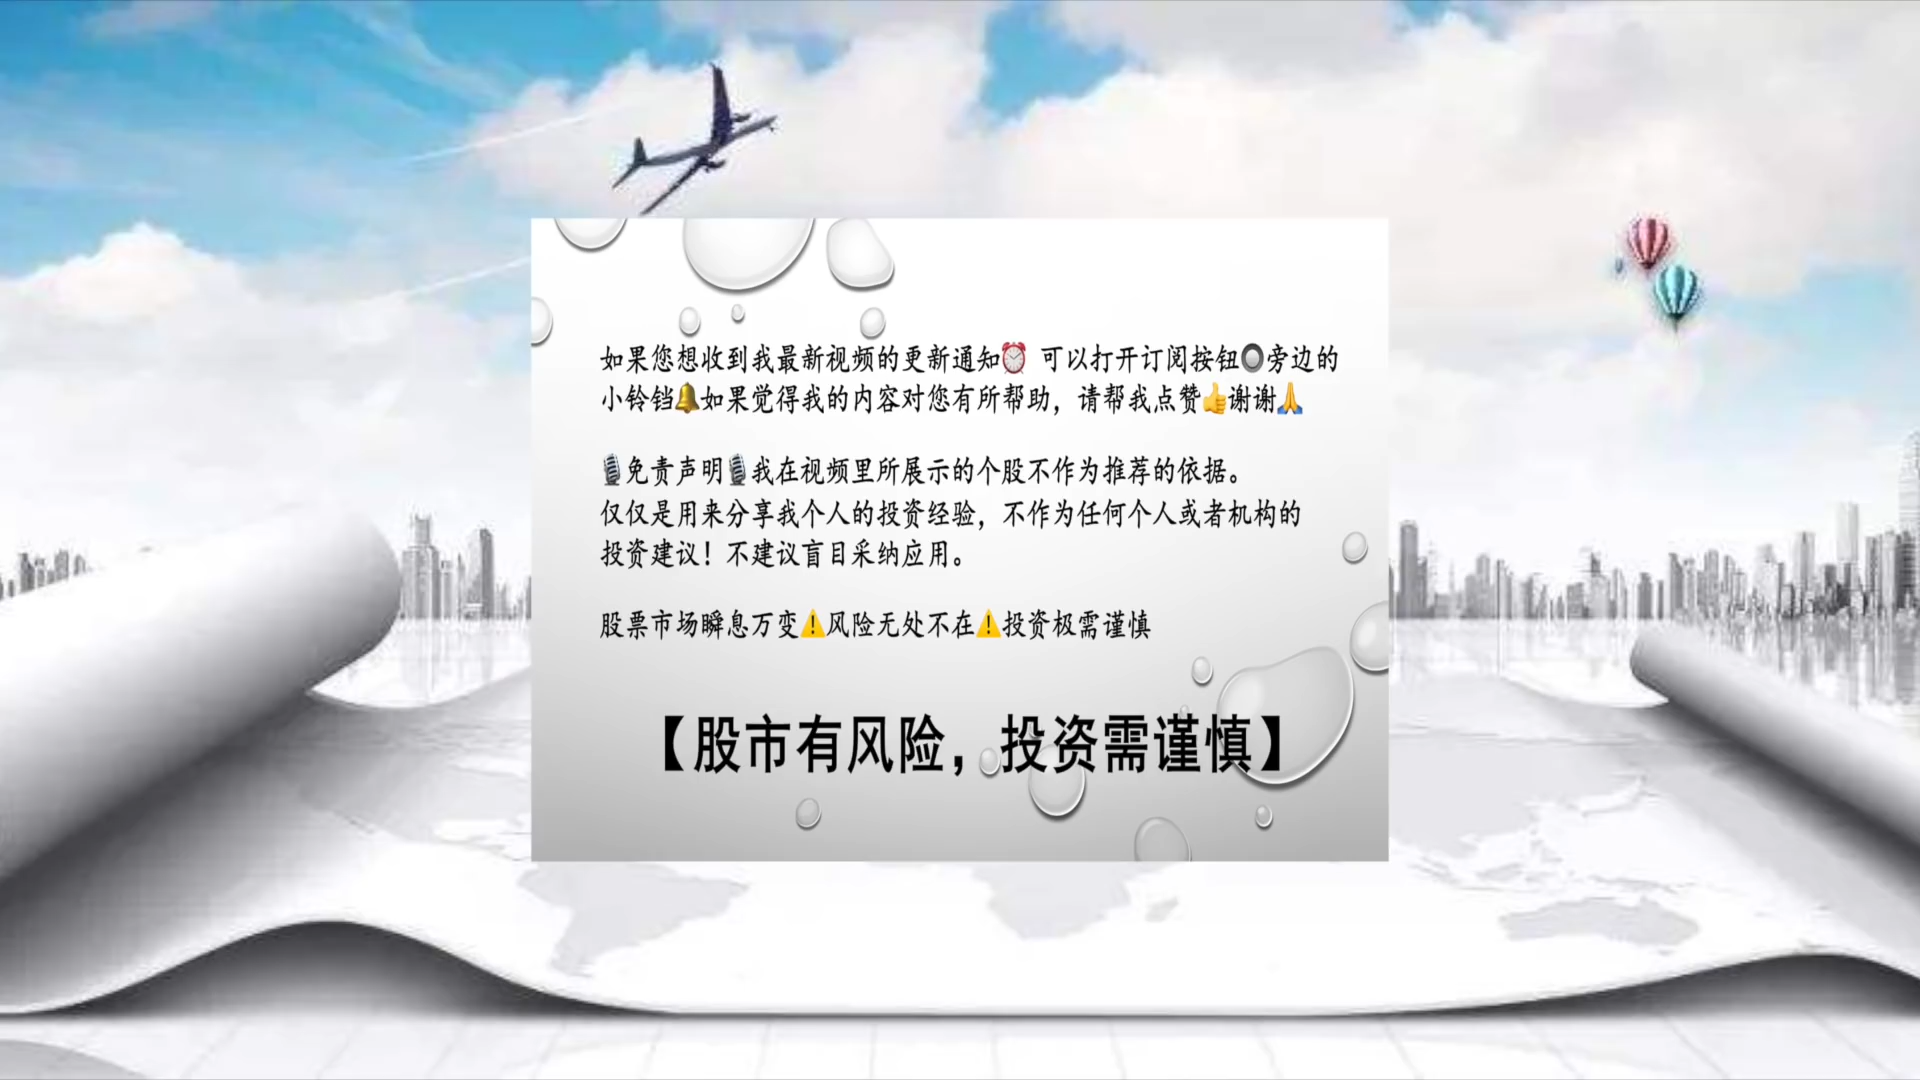 如果您想收到我最新视频的更新通知⏰ 可以打开订阅按钮🔘旁边的
小铃铛🔔如果觉得我的内容对您有所帮助，请帮我点赞👍谢谢🙏
🎙️免责声明🎙️我在视频里所展示的个股不作为推荐的依据。
仅仅是用来分享我个人的投资经验，不作为任何个人或者机构的
投资建议！不建议盲目采纳应用。
股票市场瞬息万变⚠️风险无处不在⚠️投资极需谨慎
【股市有风险，投资需谨慎】